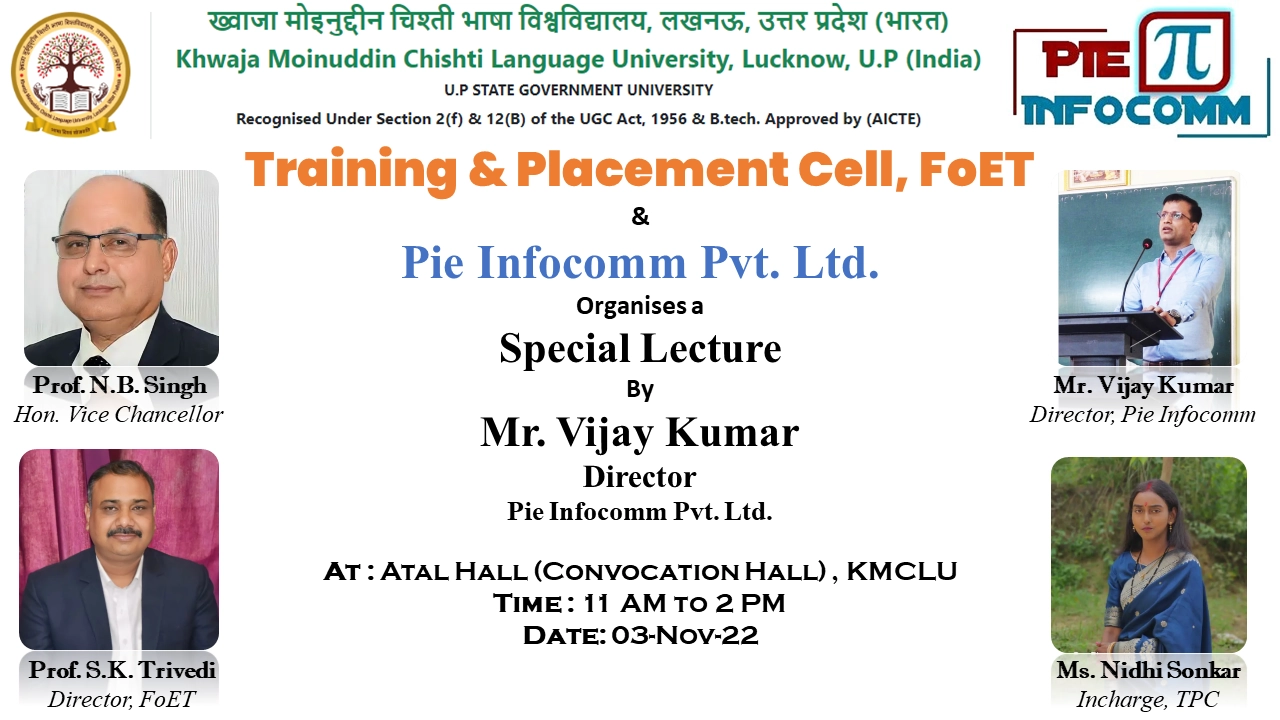 ख्वाजा मोइनुद्दीन चिश्ती भाषा विश्वविद्यालय, लखनऊ, उत्तर प्रदेश (भारत)
Khwaja Moinuddin Chishti Language University, Lucknow, U.P (India)
U.P STATE GOVERNMENT UNIVERSITY
Recognised Under Section 2(f) & 12(B) of the UGC Act, 1956 & B.tech. Approved by (AICTE)
PIE π
INFOCOMM
Training & Placement Cell, FoET
&
Pie Infocomm Pvt. Ltd.
Organises a
Special Lecture
By
Mr. Vijay Kumar
Director
Pie Infocomm Pvt. Ltd.
At : Atal Hall (Convocation Hall) , KMCLU
Time : 11 AM to 2 PM
Date: 03-Nov-22
Prof. N.B. Singh
Hon. Vice Chancellor
Prof. S.K. Trivedi
Director, FoET
Mr. Vijay Kumar
Director, Pie Infocomm
Ms. Nidhi Sonkar
Incharge, TPC